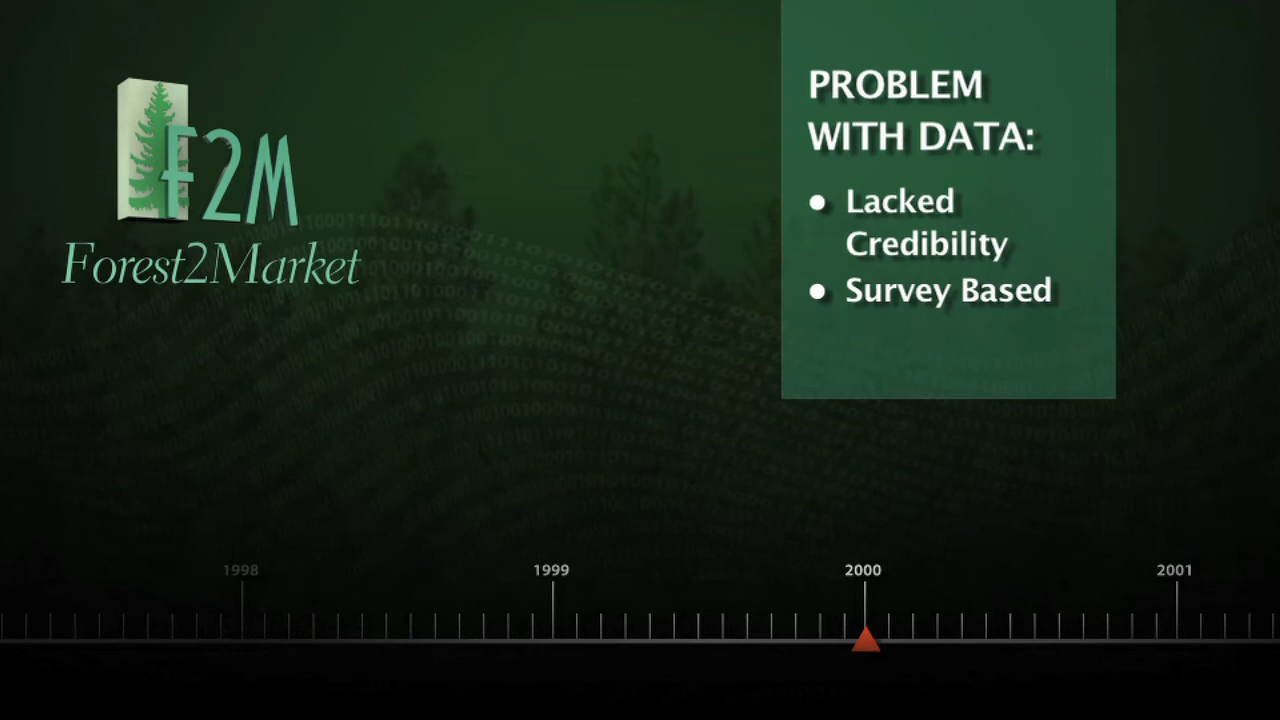 F2M
Forest2Market
PROBLEM
WITH DATA:
• Lacked
Credibility
• Survey Based
1998
1999
2000
2001